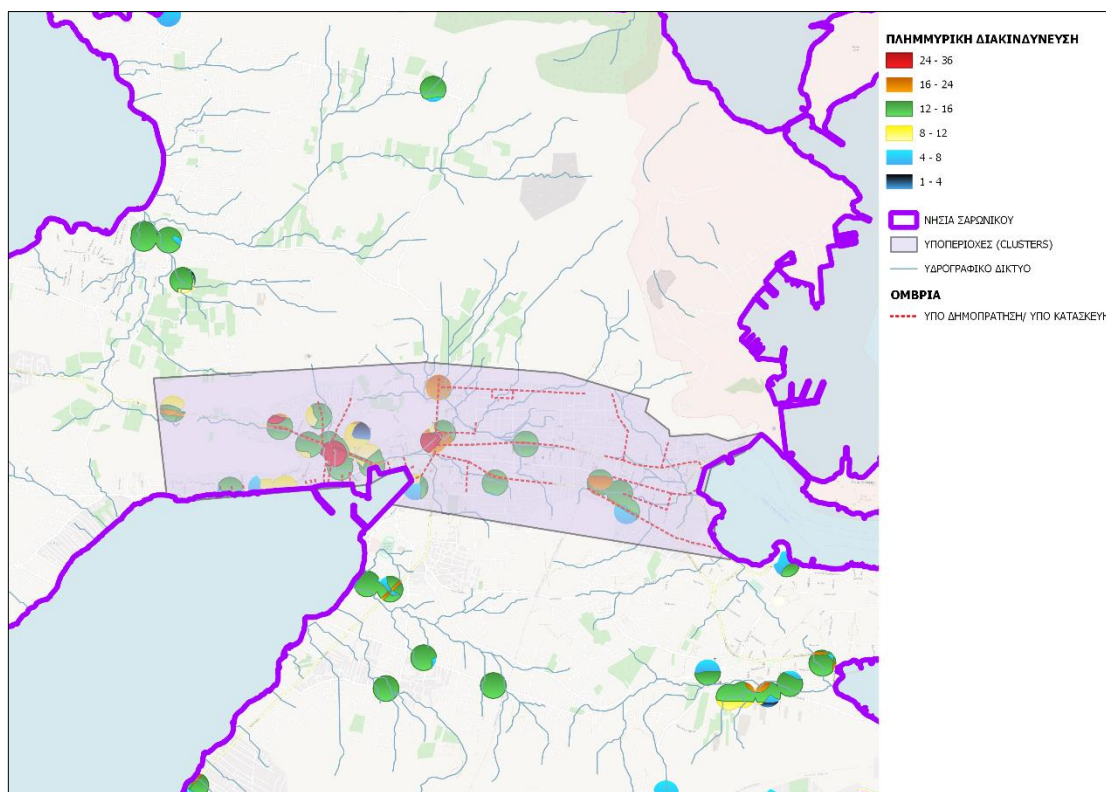 ΠΛΗΜΜΥΡΙΚΗ ΔΙΑΚΙΝΔΥΝΕΥΣΗ
24 - 36
16 - 24
12 - 16
8 - 12
4 - 8
1 - 4
ΝΗΣΙΑ ΣΑΡΩΝΙΚΟΥ
ΥΠΟΠΕΡΙΟΧΕΣ (CLUSTERS)
ΥΔΡΟΓΡΑΦΙΚΟ ΔΙΚΤΥΟ
ΟΜΒΡΙΑ
ΥΠΟ ΔΗΜΟΠΡΑΤΗΣΗ/ ΥΠΟ ΚΑΤΑΣΚΕΥΗ